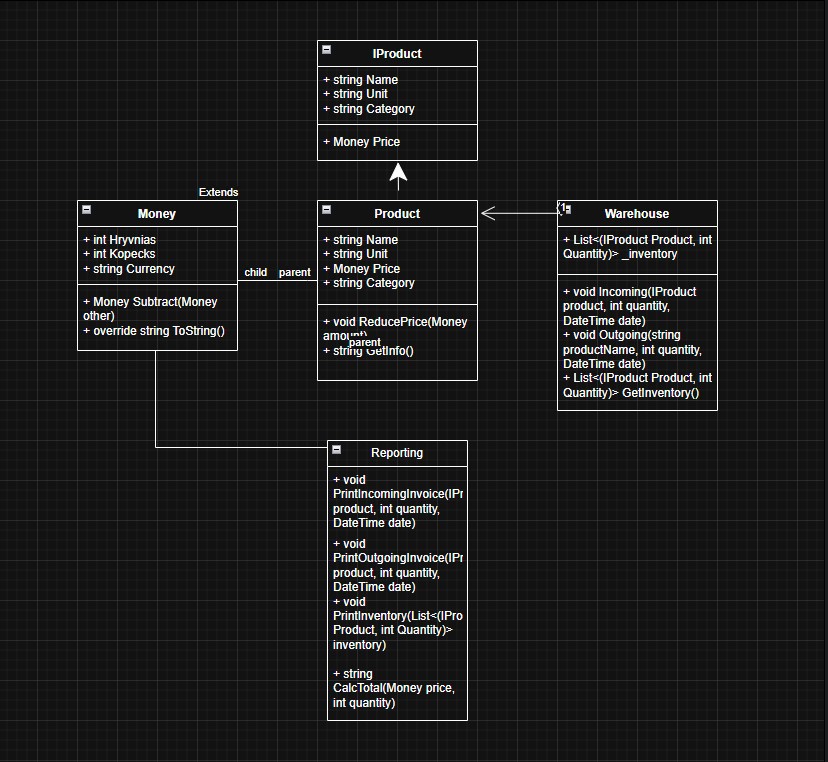 IProduct
+ string Name
+ string Unit
+ string Category
+ Money Price
Extends
Money
+ int Hryvnias
+ int Kopecks
+ string Currency
+ Money Subtract(Money
other)
+ override string ToString()
child
parent
Product
+ string Name
+ string Unit
+ Money Price
+ string Category
+ void ReducePrice(Money
amount)
parent
+ string GetInfo()
1
Warehouse
+ List<(IProduct Product, int
Quantity)> _inventory
+ void Incoming(IProduct
product, int quantity,
DateTime date)
+ void Outgoing(string
productName, int quantity,
DateTime date)
+ List<(IProduct Product, int
Quantity)> GetInventory()
Reporting
+ void
PrintIncomingInvoice(IPr
product, int quantity,
DateTime date)
+ void
PrintOutgoingInvoice(IPr
product, int quantity,
DateTime date)
+ void
PrintInventory(List<(IPro
Product, int Quantity)>
inventory)
+ string
CalcTotal(Money price,
int quantity)